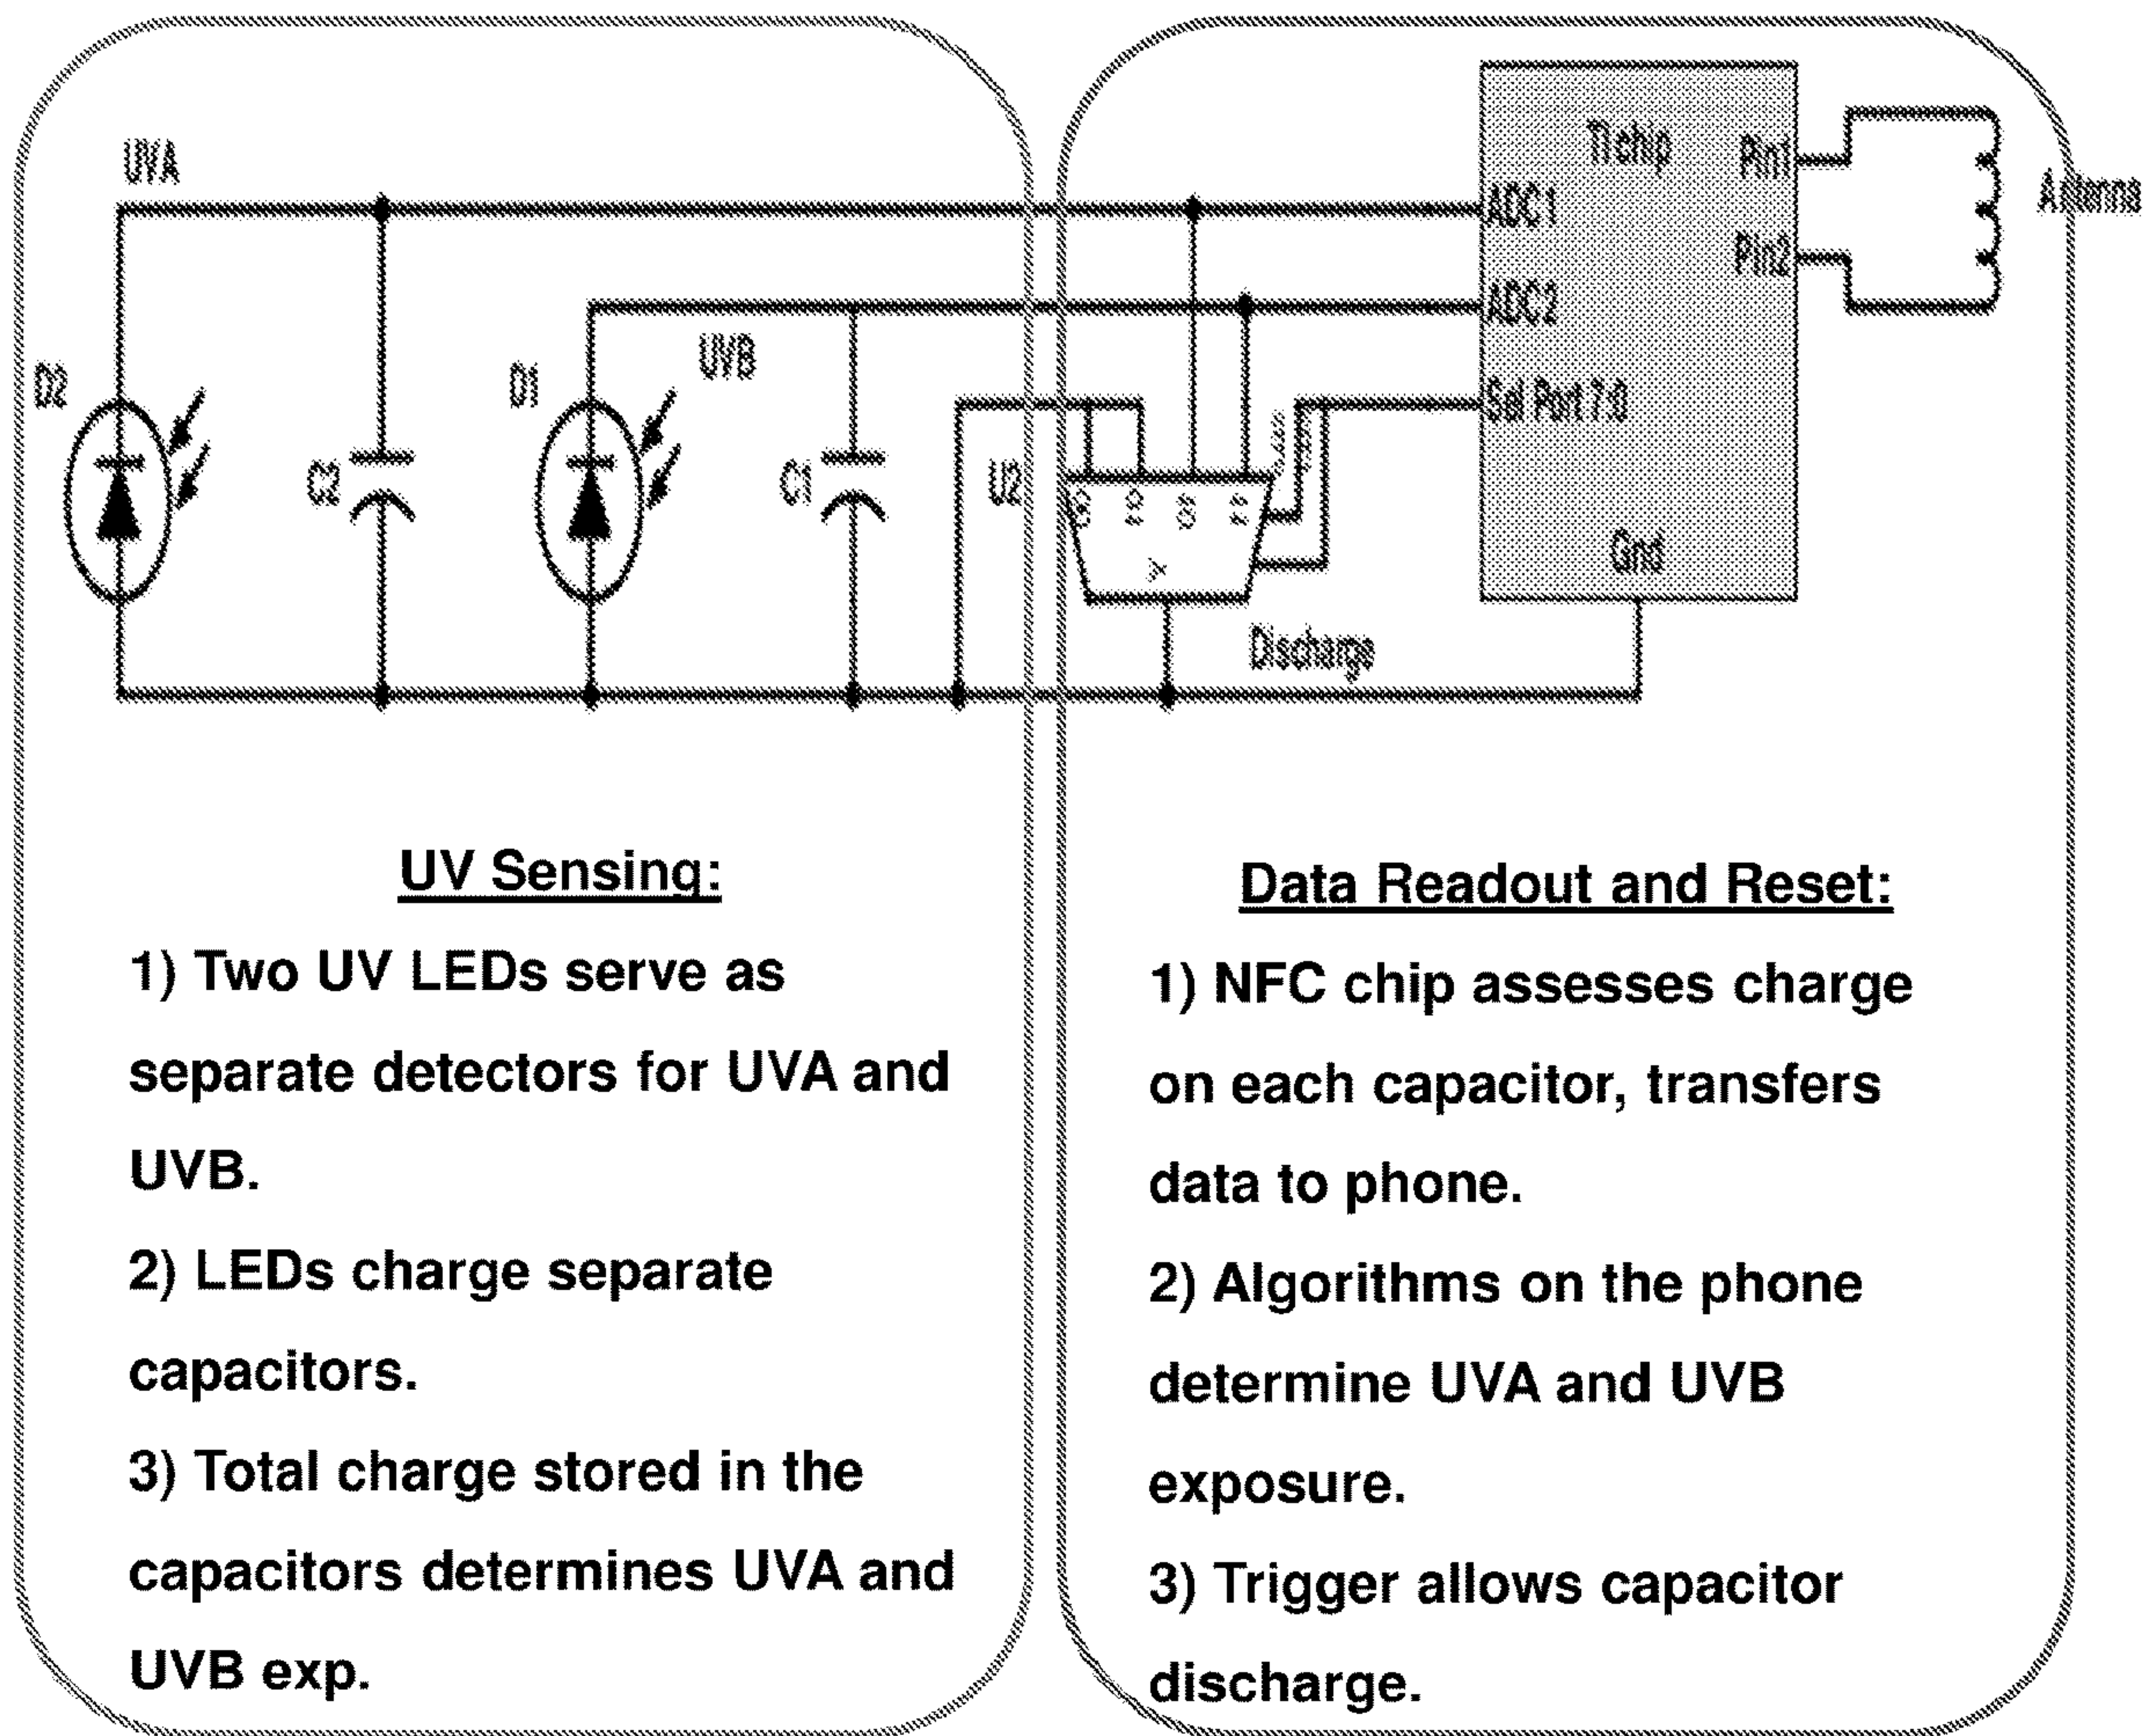 UVA
TI chip
Pin1
Antenna
ADC1
Pin2
ADC2
UVB
D2
D1
Sel Port 7:0
C2
C1
U2
Gnd
Discharge
UV Sensing:
1) Two UV LEDs serve as
separate detectors for UVA and
UVB.
2) LEDs charge separate
capacitors.
3) Total charge stored in the
capacitors determines UVA and
UVB exp.
Data Readout and Reset:
1) NFC chip assesses charge
on each capacitor, transfers
data to phone.
2) Algorithms on the phone
determine UVA and UVB
exposure.
3) Trigger allows capacitor
discharge.